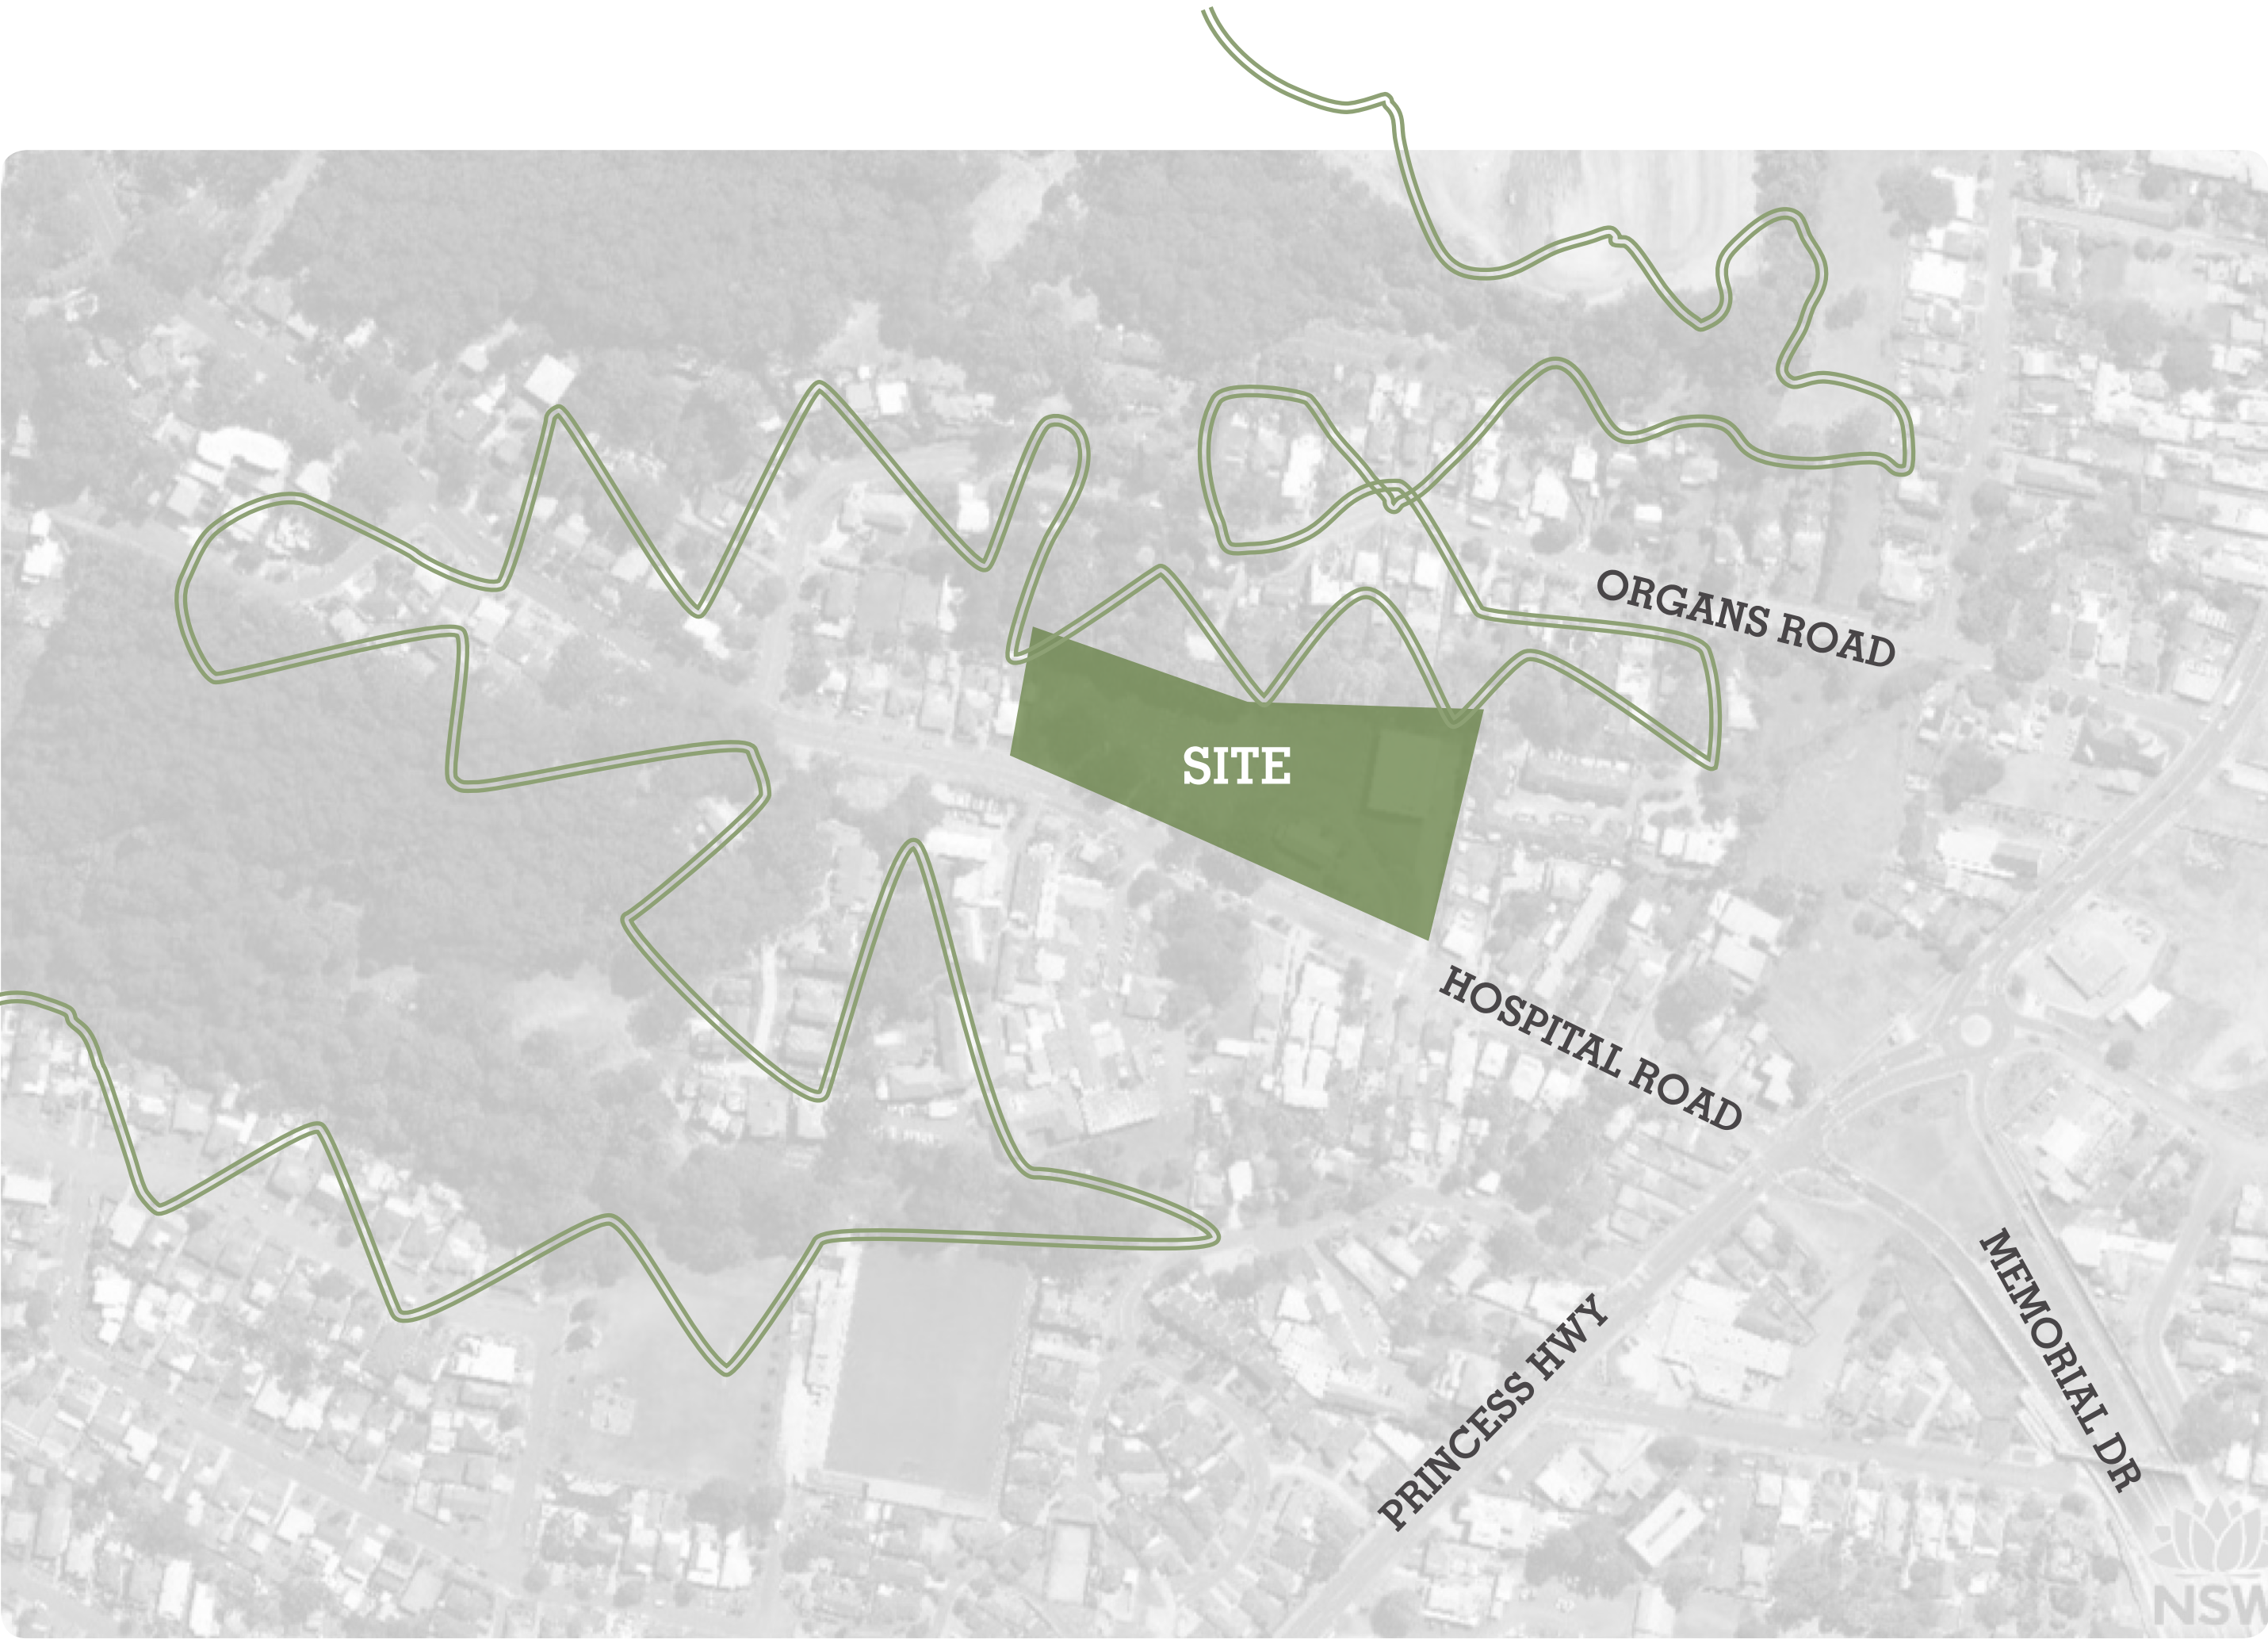 ORGANS ROAD
SITE
HOSPITAL ROAD
MEMORIAL DR
PRINCESS HWY
NSW